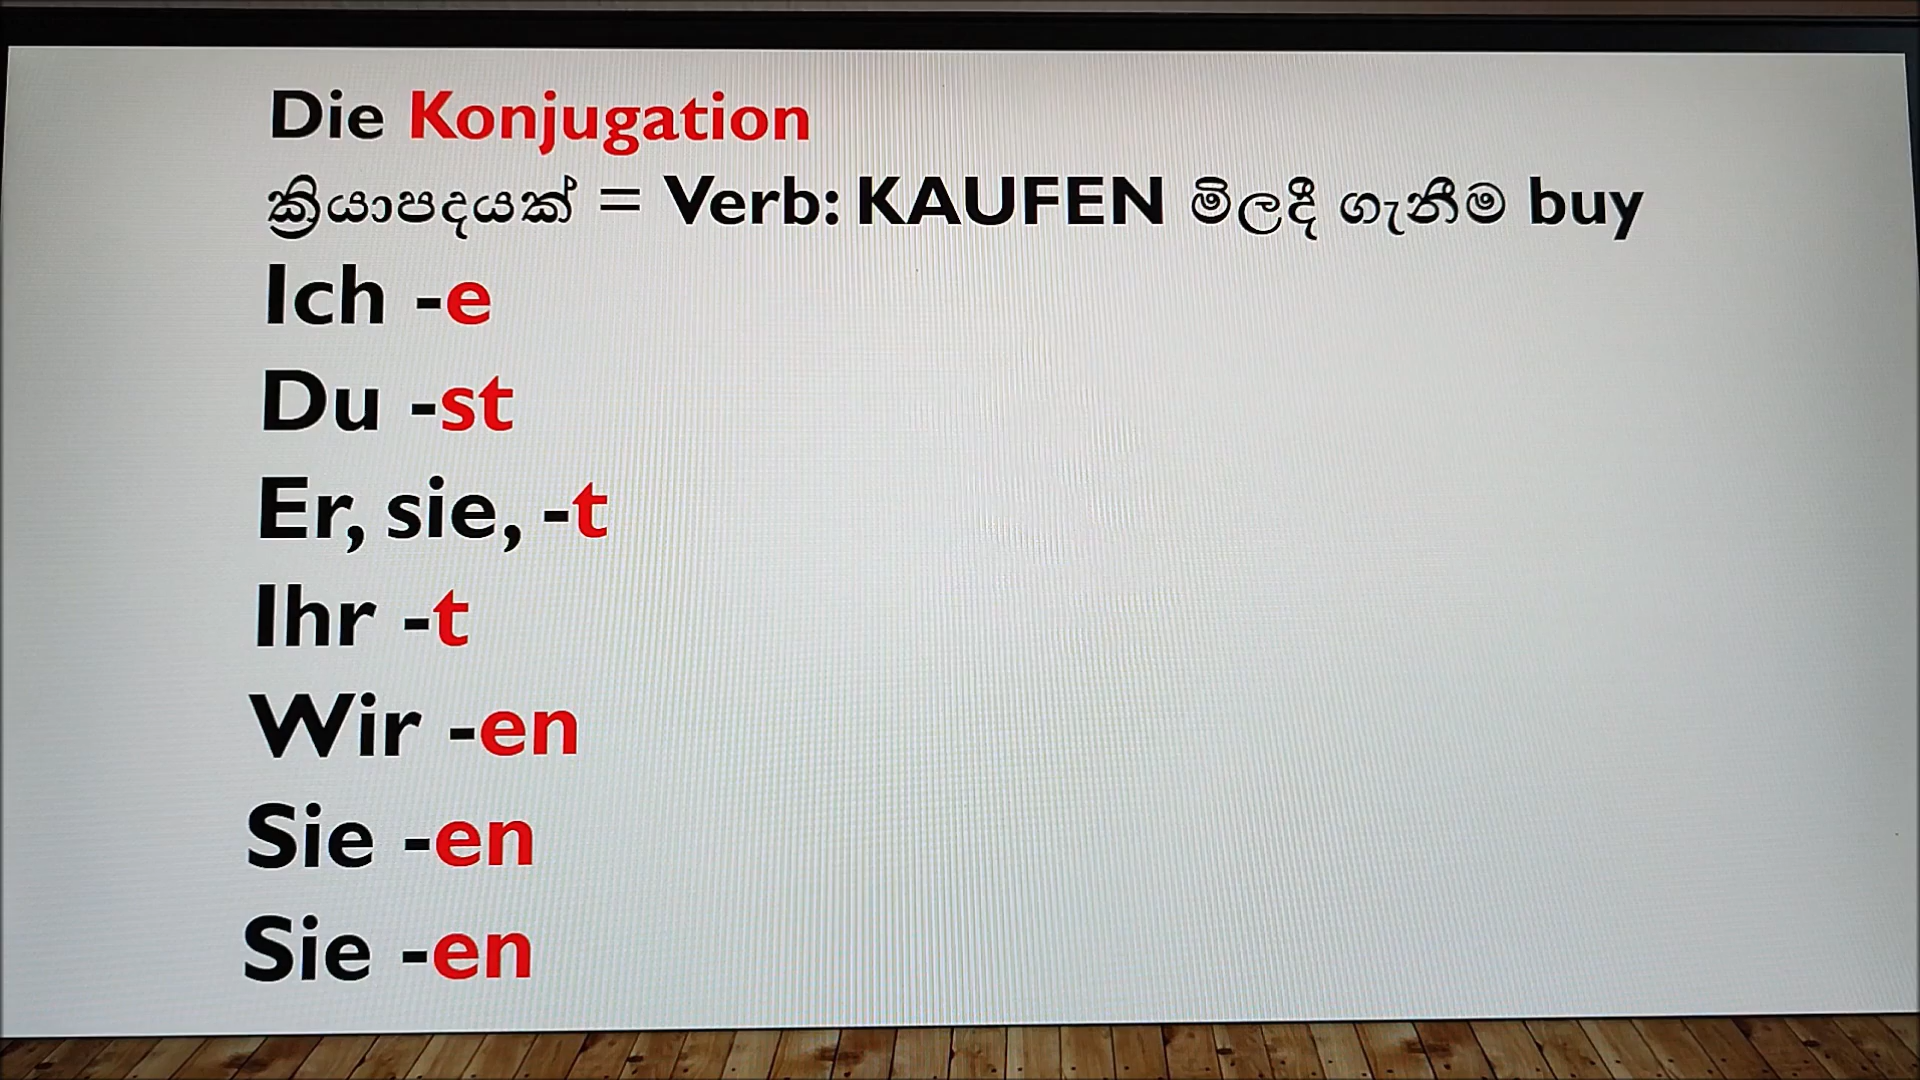 Die Konjugation
ක්‍රියාපදයක් = Verb: KAUFEN මිලදී ගැනීම buy
Ich -e
Du -st
Er, sie, -t
Ihr -t
Wir -en
Sie -en
Sie -en